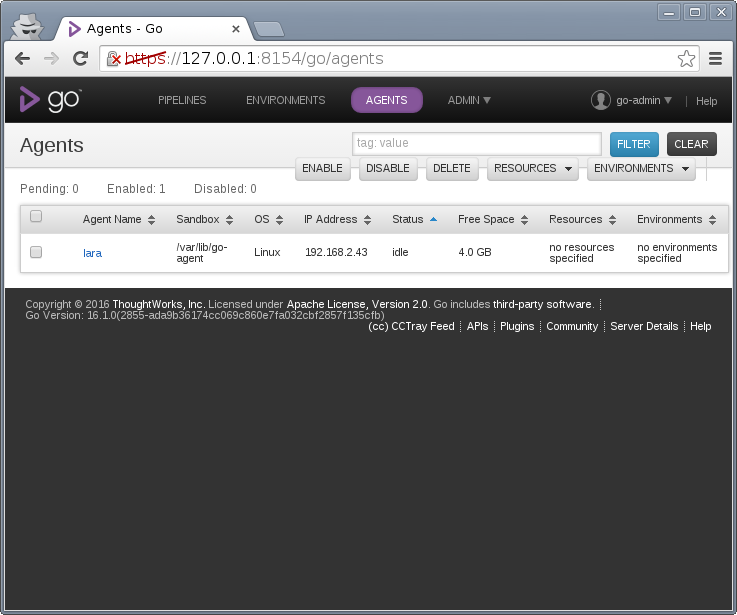 Agents - Go
https://127.0.0.1:8154/go/agents
go™ PIPELINES ENVIRONMENTS AGENTS ADMIN go-admin Help
Agents tag: value FILTER CLEAR
ENABLE DISABLE DELETE RESOURCES ENVIRONMENTS
Pending: 0 Enabled: 1 Disabled: 0
Agent Name Sandbox OS IP Address Status Free Space Resources Environments
lara /var/lib/go-agent Linux 192.168.2.43 idle 4.0 GB no resources specified no environments specified
Copyright © 2016 ThoughtWorks, Inc. Licensed under Apache License, Version 2.0. Go includes third-party software.
Go Version: 16.1.0(2855-ada9b36174cc069c860e7fa032cbf2857f135cfb)
(cc) CCTray Feed APIs Plugins Community Server Details Help